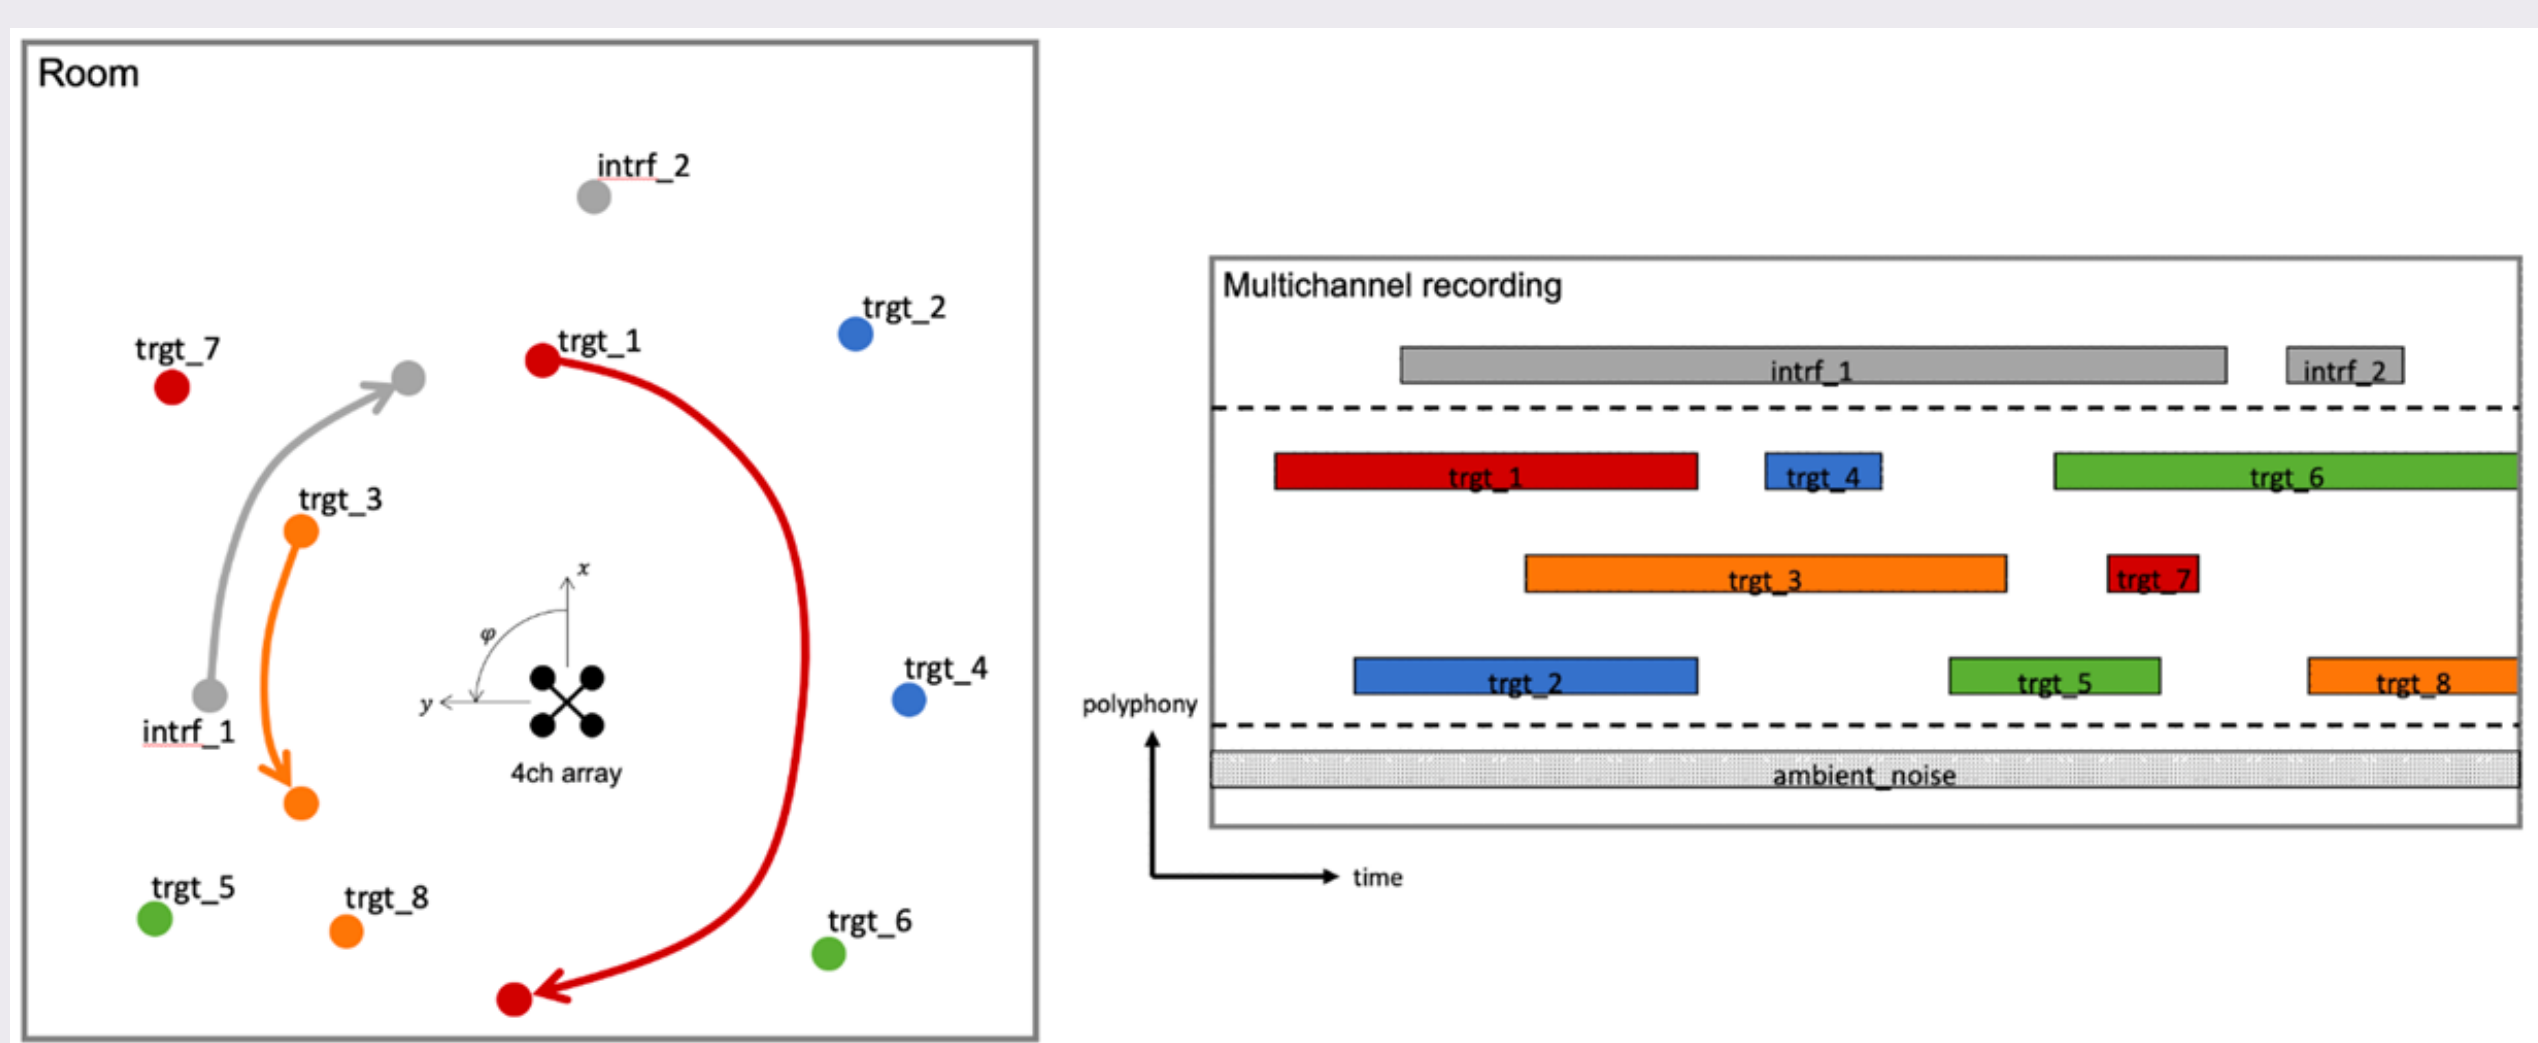 Room
intrf_2
trgt_2
trgt_7
trgt_1
trgt_3
x
φ
y
trgt_4
intrf_1
4ch array
trgt_5
trgt_8
trgt_6
Multichannel recording
intrf_1
intrf_2
trgt_1
trgt_4
trgt_6
trgt_3
trgt_7
trgt_2
trgt_5
trgt_8
polyphony
ambient_noise
time